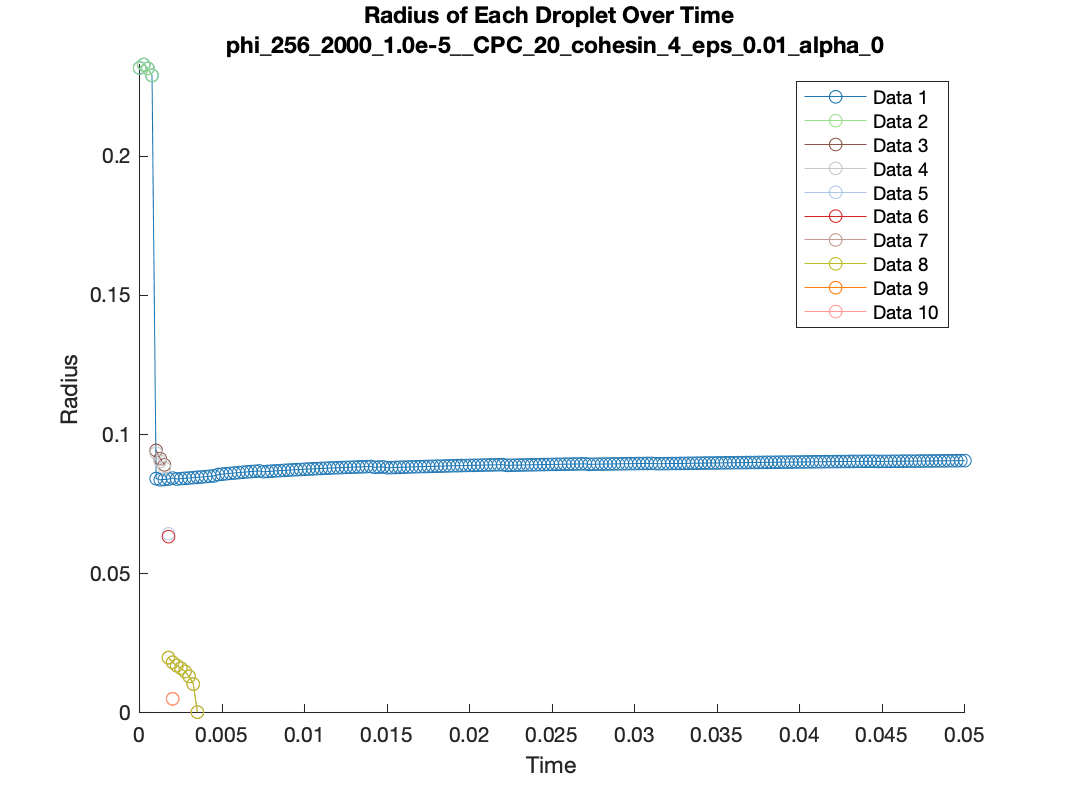 Radius of Each Droplet Over Time
phi_256_2000_1.0e-5__CPC_20_cohesin_4_eps_0.01_alpha_0
Data 1
Data 2
Data 3
Data 4
Data 5
Data 6
Data 7
Data 8
Data 9
Data 10
0.2
0.15
0.1
0.05
0
Radius
0 0.005 0.01 0.015 0.02 0.025 0.03 0.035 0.04 0.045 0.05
Time